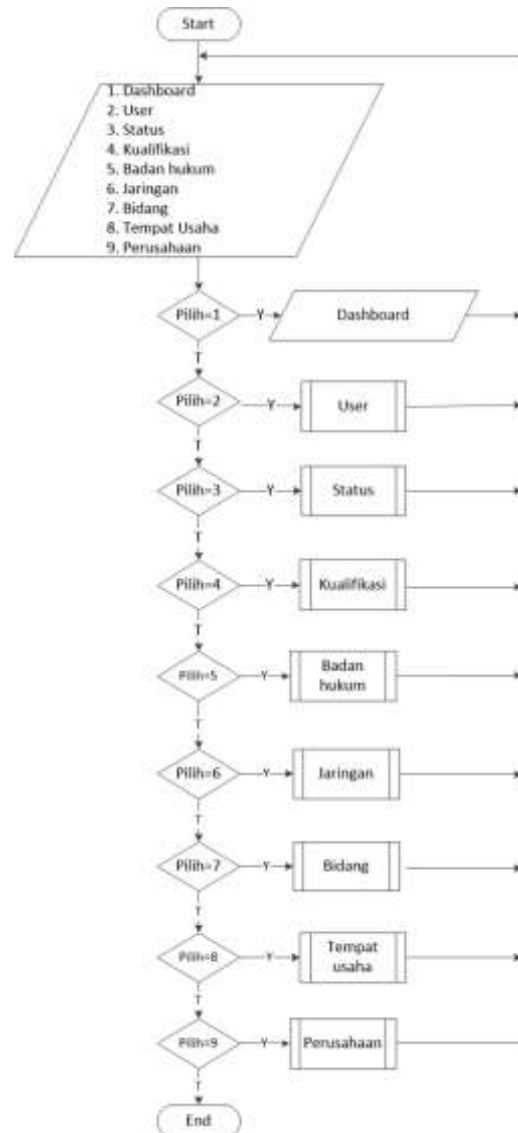 Start
1. Dashboard
2. User
3. Status
4. Kualifikasi
5. Badan hukum
6. Jaringan
7. Bidang
8. Tempat Usaha
9. Perusahaan
Pilih=1
Y
Dashboard
T
Pilih=2
Y
User
T
Pilih=3
Y
Status
T
Pilih=4
Y
Kualifikasi
T
Pilih=5
Y
Badan
hukum
T
Pilih=6
Y
Jaringan
T
Pilih=7
Y
Bidang
Y
Pilih=8
Y
Tempat
usaha
T
Pilih=9
Y
Perusahaan
T
End